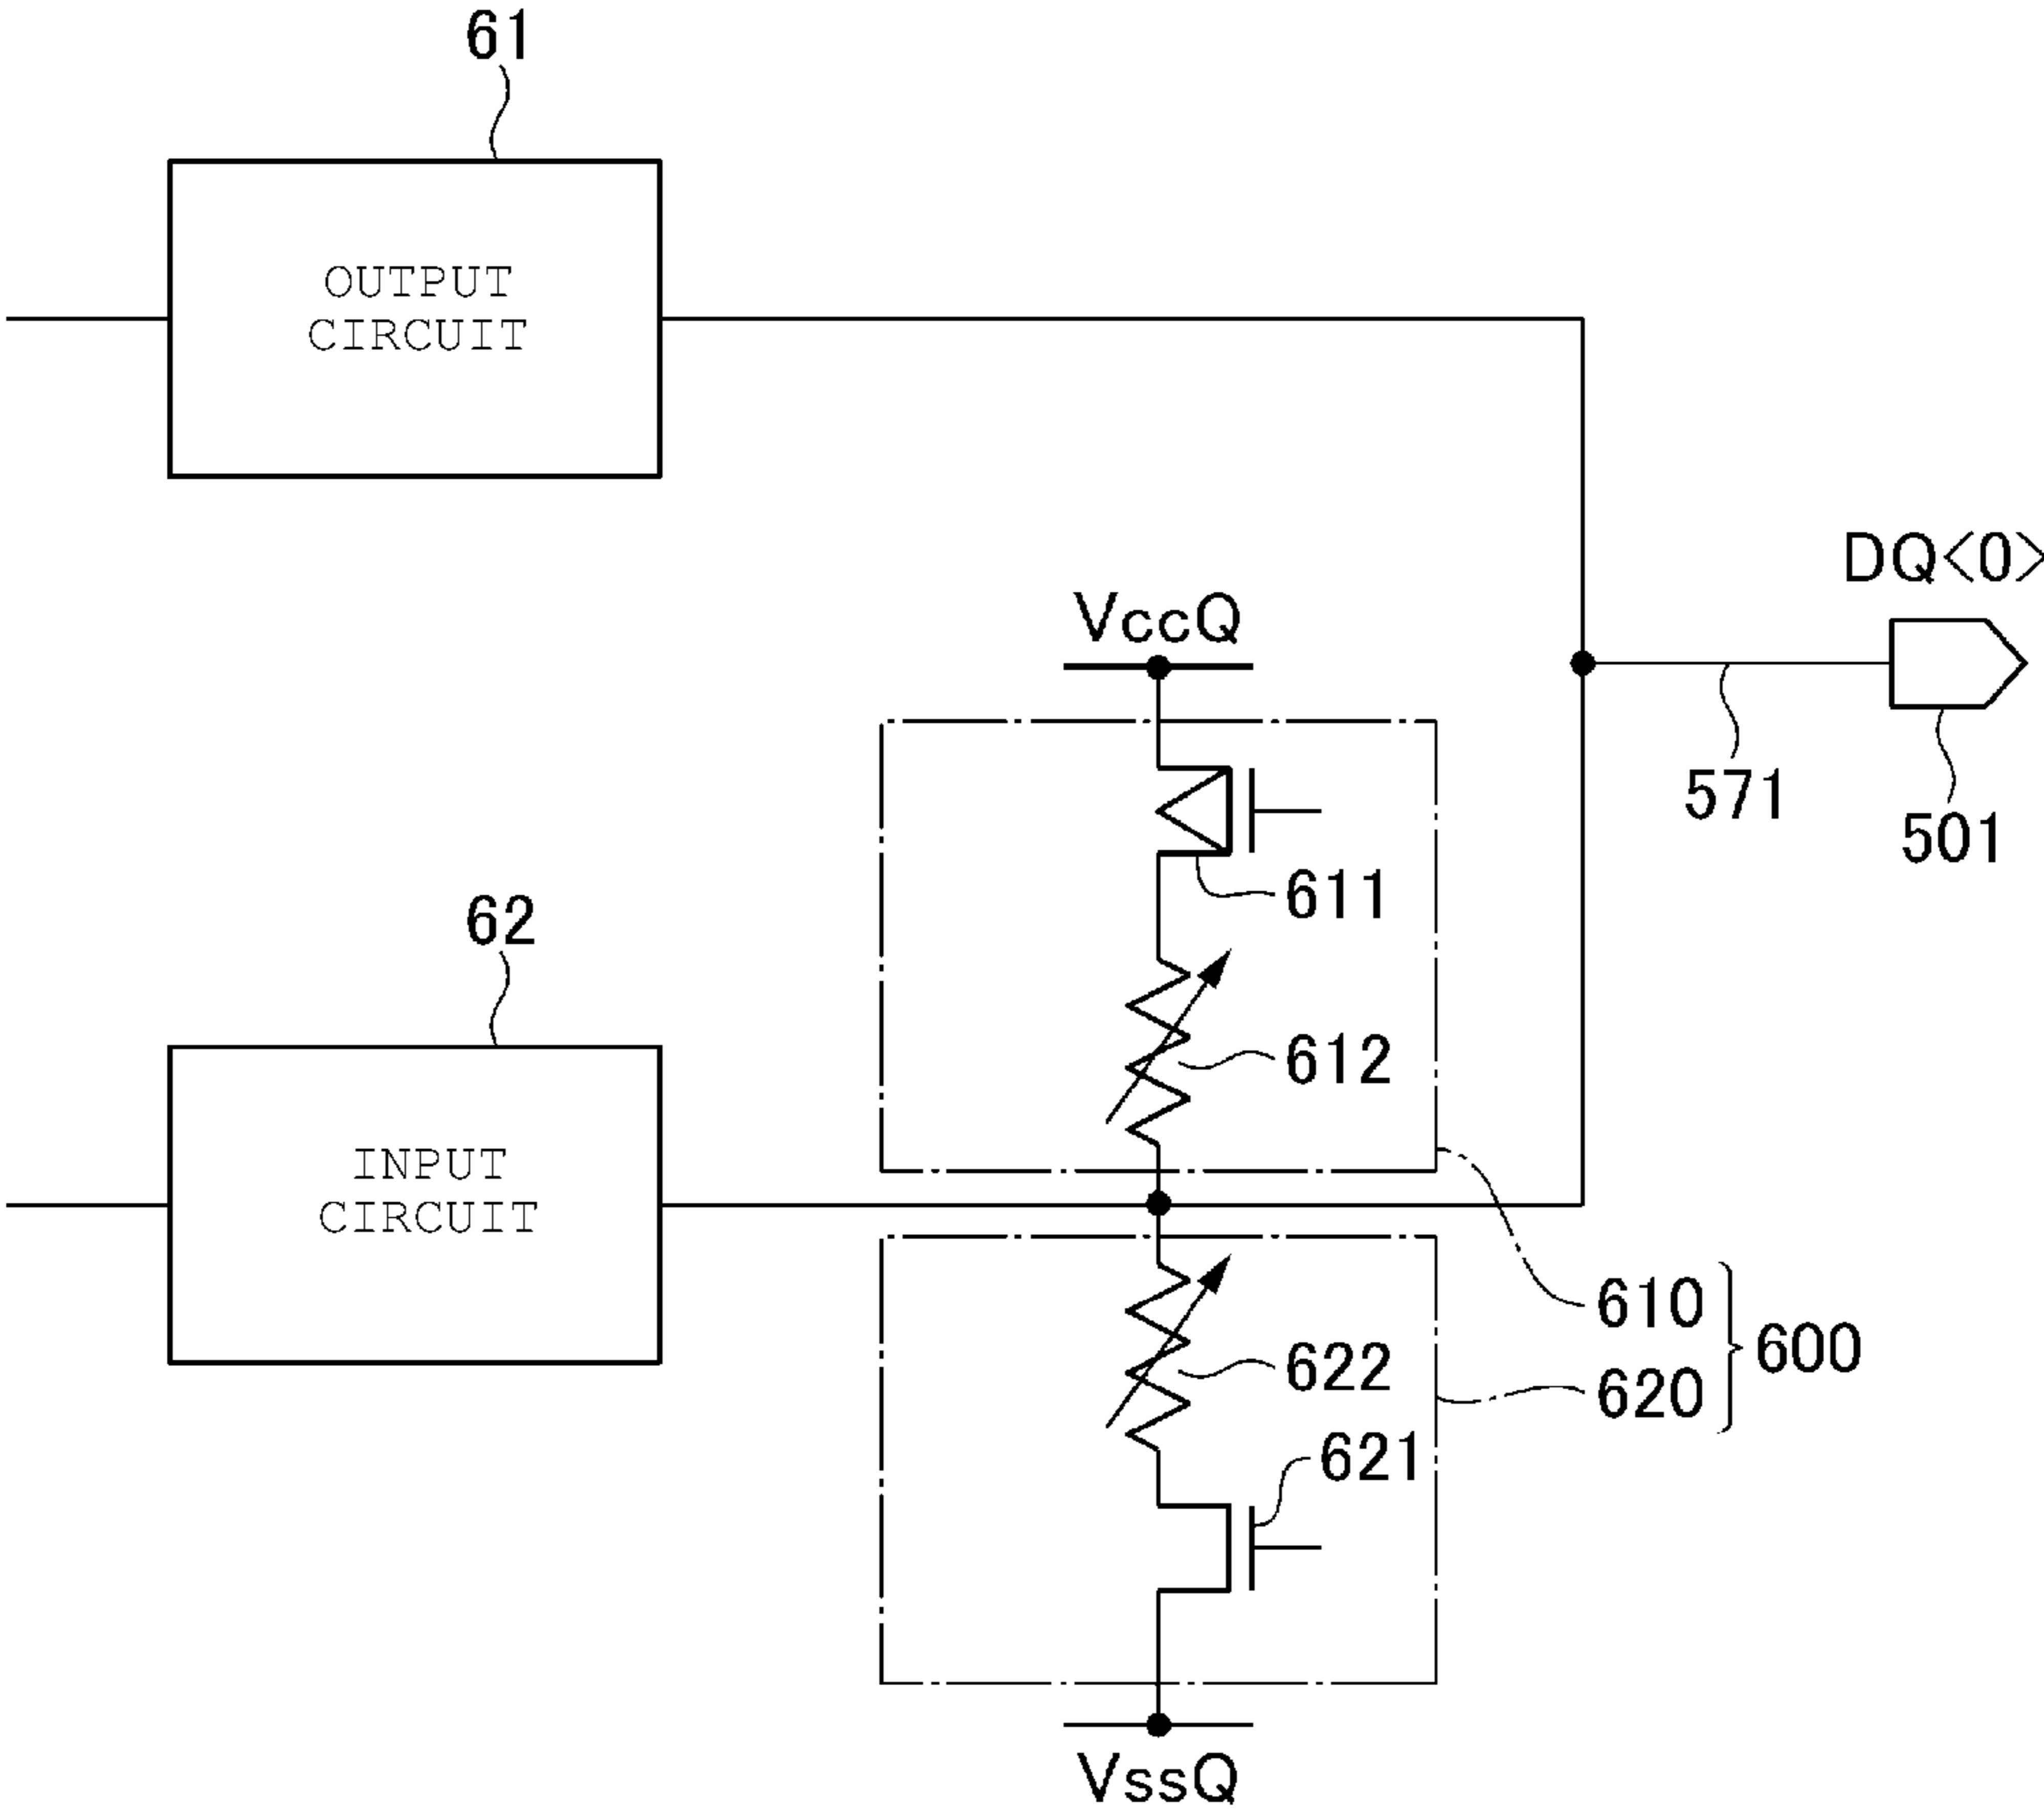 61
OUTPUT
CIRCUIT
DQ<0>
VccQ
571
501
611
62
612
INPUT
CIRCUIT
610
600
622
620
621
VssQ